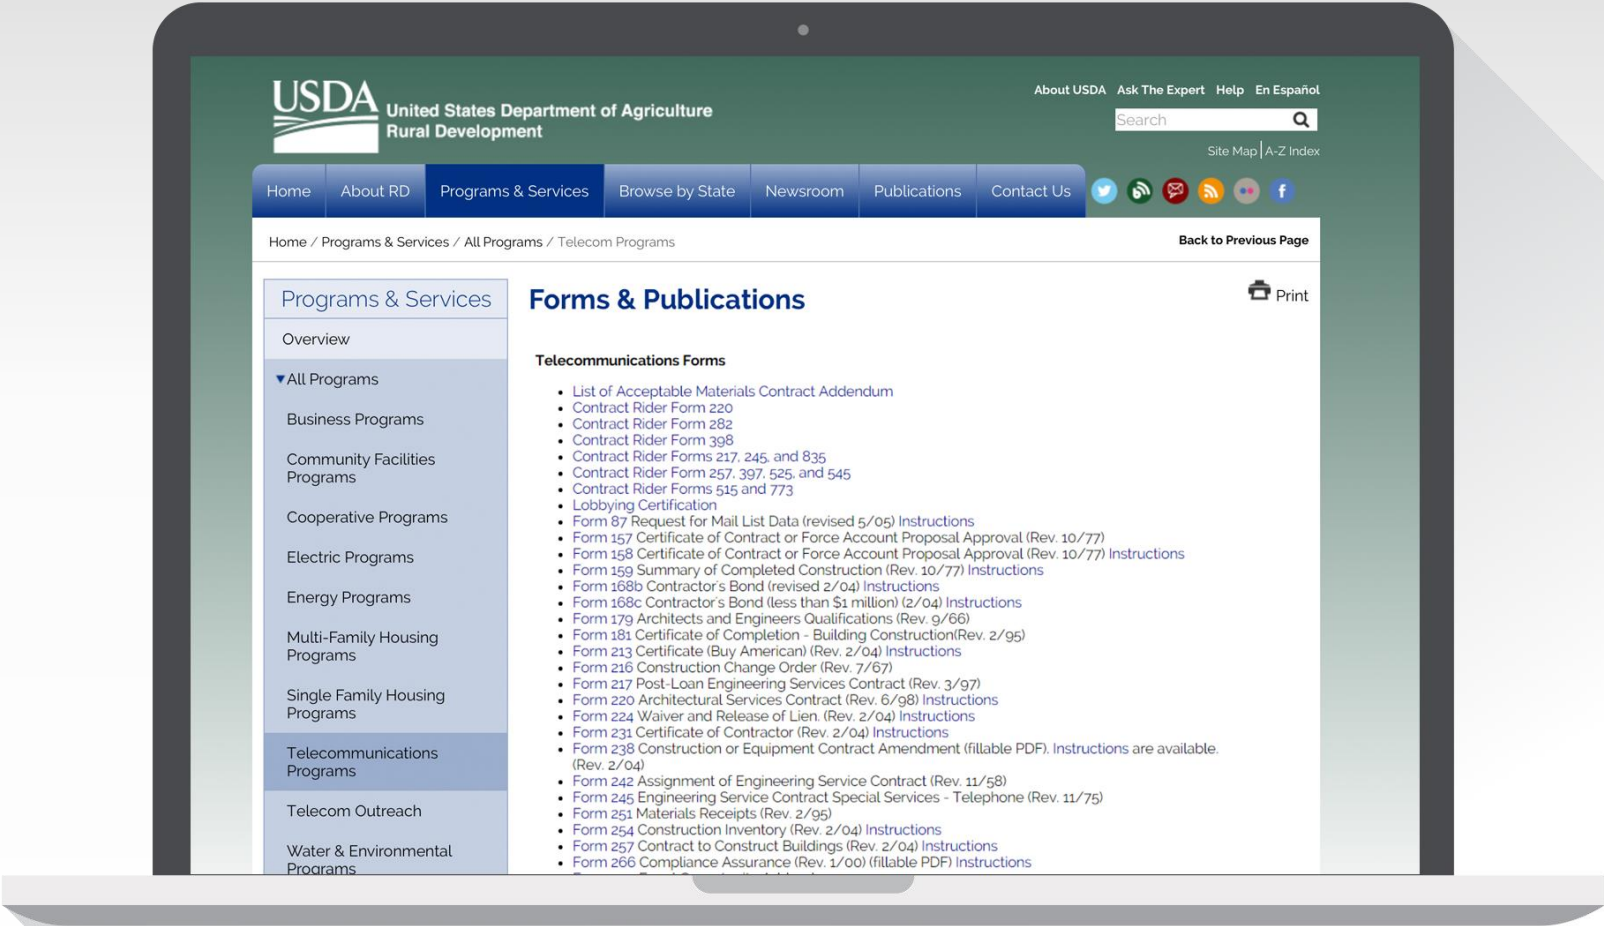 USDA
United States Department of Agriculture
Rural Development
About USDA Ask The Expert Help En Español
Search
Site Map | A-Z Index
Home About RD Programs & Services Browse by State Newsroom Publications Contact Us
Home / Programs & Services / All Programs / Telecom Programs
Back to Previous Page
Programs & Services
Overview
▼All Programs
Business Programs
Community Facilities
Programs
Cooperative Programs
Electric Programs
Energy Programs
Multi-Family Housing
Programs
Single Family Housing
Programs
Telecommunications
Programs
Telecom Outreach
Water & Environmental
Programs
Forms & Publications
Print
Telecommunications Forms
• List of Acceptable Materials Contract Addendum
• Contract Rider Form 220
• Contract Rider Form 282
• Contract Rider Form 398
• Contract Rider Forms 217, 245, and 835
• Contract Rider Form 257, 397, 525, and 545
• Contract Rider Forms 515 and 773
• Lobbying Certification
• Form 87 Request for Mail List Data (revised 5/05) Instructions
• Form 157 Certificate of Contract or Force Account Proposal Approval (Rev. 10/77)
• Form 158 Certificate of Contract or Force Account Proposal Approval (Rev. 10/77) Instructions
• Form 159 Summary of Completed Construction (Rev. 10/77) Instructions
• Form 168b Contractor's Bond (revised 2/04) Instructions
• Form 168c Contractor's Bond (less than $1 million) (2/04) Instructions
• Form 179 Architects and Engineers Qualifications (Rev. 9/66)
• Form 181 Certificate of Completion - Building Construction(Rev. 2/95)
• Form 213 Certificate (Buy American) (Rev. 2/04) Instructions
• Form 216 Construction Change Order (Rev. 7/67)
• Form 217 Post-Loan Engineering Services Contract (Rev. 3/97)
• Form 220 Architectural Services Contract (Rev. 6/98) Instructions
• Form 224 Waiver and Release of Lien. (Rev. 2/04) Instructions
• Form 231 Certificate of Contractor (Rev. 2/04) Instructions
• Form 238 Construction or Equipment Contract Amendment (fillable PDF). Instructions are available.
(Rev. 2/04)
• Form 242 Assignment of Engineering Service Contract (Rev. 11/58)
• Form 245 Engineering Service Contract Special Services - Telephone (Rev. 11/75)
• Form 251 Materials Receipts (Rev. 2/95)
• Form 254 Construction Inventory (Rev. 2/04) Instructions
• Form 257 Contract to Construct Buildings (Rev. 2/04) Instructions
• Form 266 Compliance Assurance (Rev. 1/00) (fillable PDF) Instructions